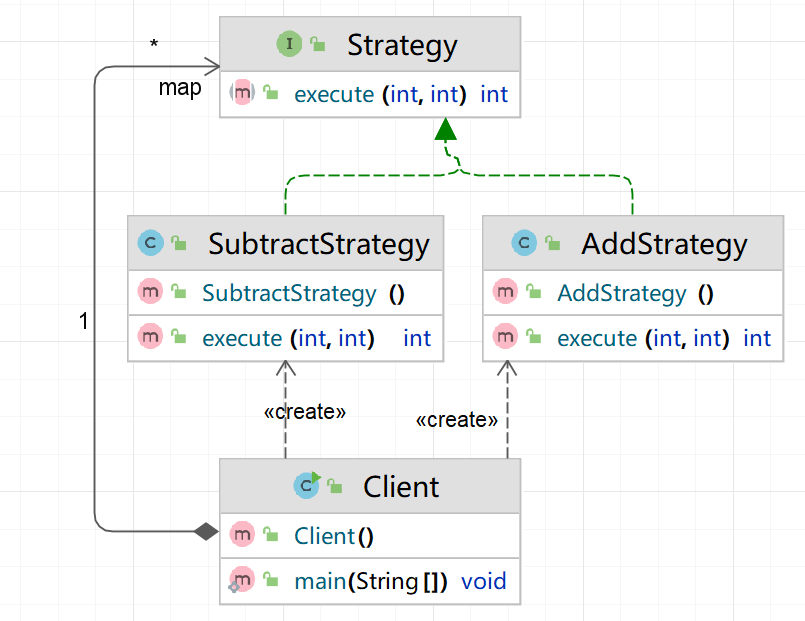 I Strategy
*
map
m execute (int, int) int
C SubtractStrategy
m SubtractStrategy ()
m execute (int, int) int
C AddStrategy
m AddStrategy ()
m execute (int, int) int
1
«create»
«create»
C Client
m Client()
m main(String[]) void